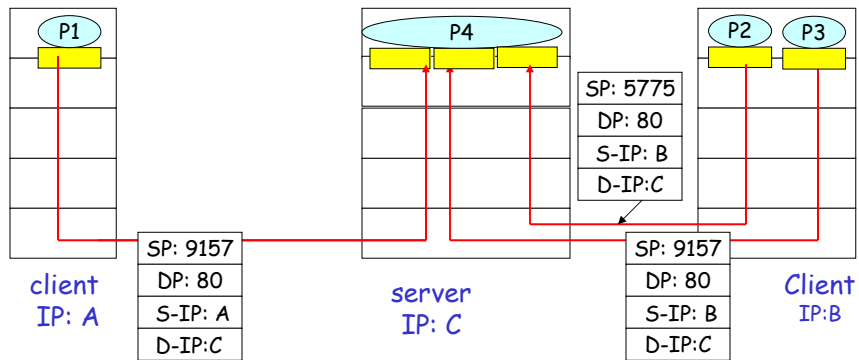 P1
P4
P2
P3
SP: 5775
DP: 80
S-IP: B
D-IP:C
SP: 9157
DP: 80
S-IP: A
D-IP:C
SP: 9157
DP: 80
S-IP: B
D-IP:C
client
IP: A
server
IP: C
Client
IP:B